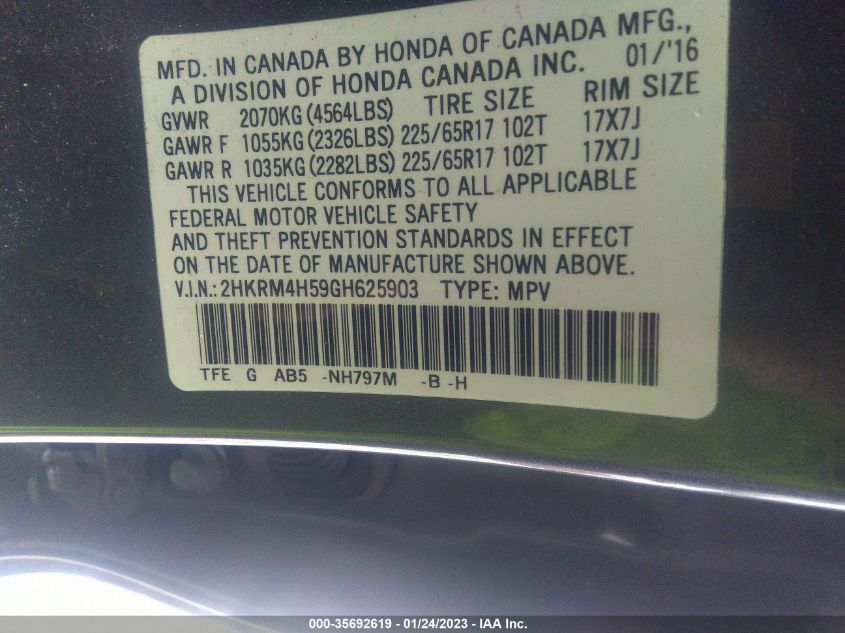 MFD. IN CANADA BY HONDA OF CANADA MFG.,
A DIVISION OF HONDA CANADA INC. 01/'16
GVWR 2070KG (4564LBS) TIRE SIZE RIM SIZE
GAWR F 1055KG (2326LBS) 225/65R17 102T 17X7J
GAWR R 1035KG (2282LBS) 225/65R17 102T 17X7J
THIS VEHICLE CONFORMS TO ALL APPLICABLE
FEDERAL MOTOR VEHICLE SAFETY
AND THEFT PREVENTION STANDARDS IN EFFECT
ON THE DATE OF MANUFACTURE SHOWN ABOVE.
V.I.N.: 2HKRM4H59GH625903 TYPE: MPV
TFE G AB5 -NH797M -B -H
000-35692619 - 01/24/2023 - IAA Inc.